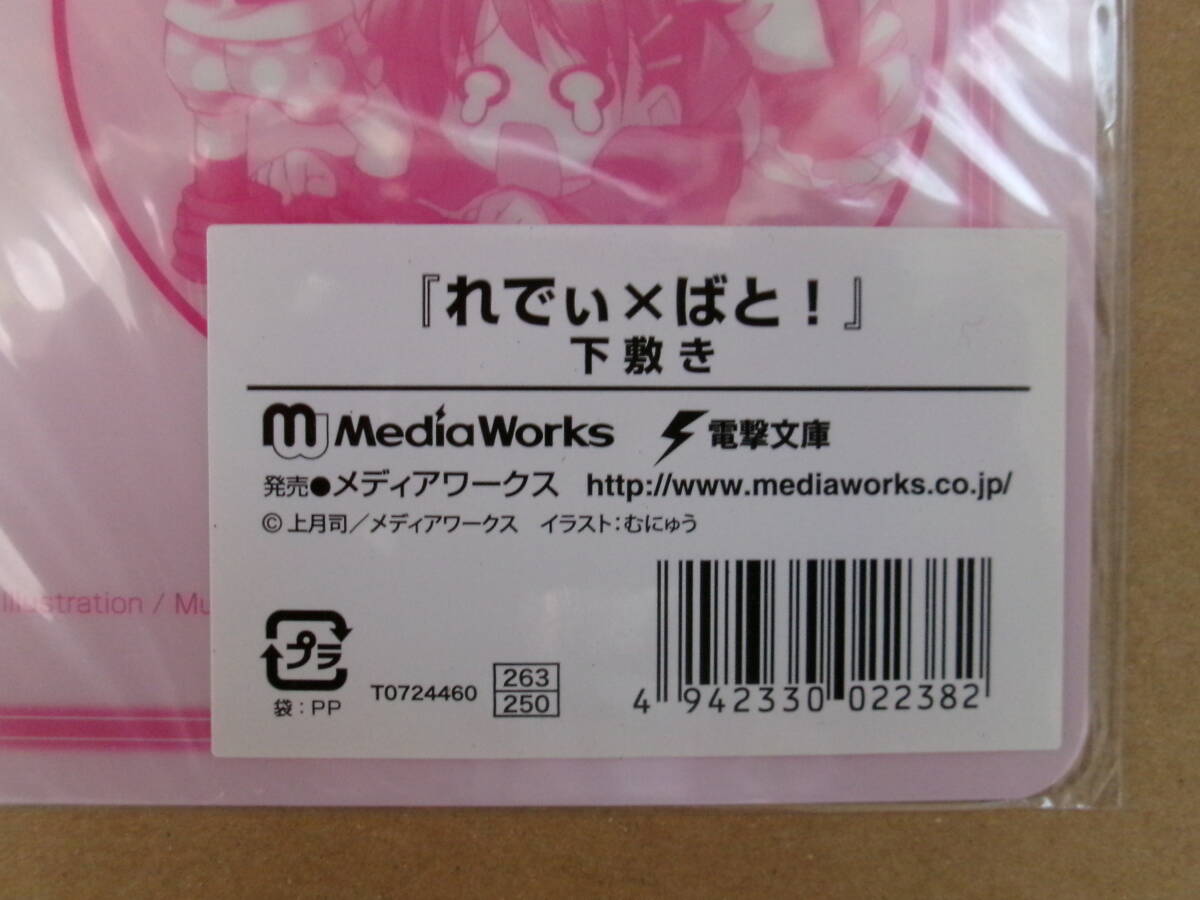 『れでぃ×ばと！』
下敷き
MediaWorks 電撃文庫
発売●メディアワークス http://www.mediaworks.co.jp/
©上月司／メディアワークス イラスト：むにゅう
Illustration / Mu
プラ
袋：PP
T0724460
263
250
4 942330 022382